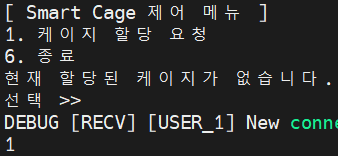 [ Smart Cage 제어 메뉴 ]
1. 케이지 할당 요청
6. 종료
현재 할당된 케이지가 없습니다.
선택 >>
DEBUG [RECV] [USER_1] New
1